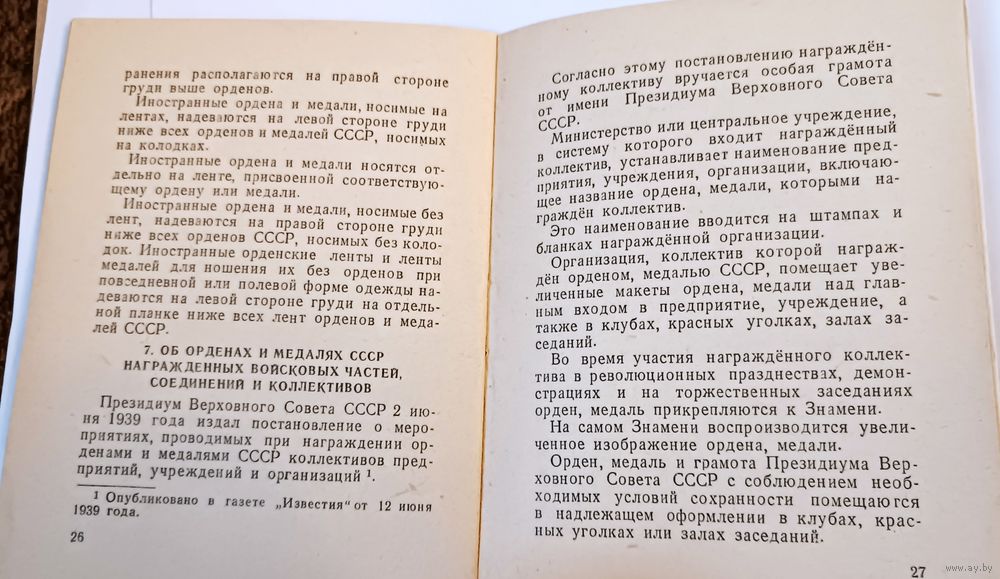 ранения располагаются на правой стороне
груди выше орденов.
Иностранные ордена и медали, носимые на
лентах, надеваются на левой стороне груди
ниже всех орденов и медалей СССР, носимых
на колодках.
Иностранные ордена и медали носятся от-
дельно на ленте, присвоенной соответствую-
щему ордену или медали.
Иностранные ордена и медали, носимые без
лент, надеваются на правой стороне груди
ниже всех орденов СССР, носимых без коло-
док. Иностранные орденские ленты и ленты
медалей для ношения их без орденов при
повседневной или полевой форме одежды на-
деваются на левой стороне груди на отдель-
ной планке ниже всех лент орденов и меда-
лей СССР.
7. ОБ ОРДЕНАХ И МЕДАЛЯХ СССР
НАГРАЖДЕННЫХ ВОЙСКОВЫХ ЧАСТЕЙ,
СОЕДИНЕНИЙ И КОЛЛЕКТИВОВ
Президиум Верховного Совета СССР 2 ию-
ня 1939 года издал постановление о меро-
приятиях, проводимых при награждении ор-
денами и медалями СССР коллективов пред-
приятий, учреждений и организаций ¹.
¹ Опубликовано в газете „Известия" от 12 июня
1939 года.
26
Согласно этому постановлению награждён-
ному коллективу вручается особая грамота
от имени Президиума Верховного Совета
СССР.
Министерство или центральное учреждение,
в систему которого входит награждённый
коллектив, устанавливает наименование пред-
приятия, учреждения, организации, включаю-
щее название ордена, медали, которыми на-
граждён коллектив.
Это наименование вводится на штампах и
бланках награждённой организации.
Организация, коллектив которой награж-
дён орденом, медалью СССР, помещает уве-
личенные макеты ордена, медали над глав-
ным входом в предприятие, учреждение, а
также в клубах, красных уголках, залах за-
седаний.
Во время участия награждённого коллек-
тива в революционных празднествах, демон-
страциях и на торжественных заседаниях
орден, медаль прикрепляются к Знамени.
На самом Знамени воспроизводится увели-
ченное изображение ордена, медали.
Орден, медаль и грамота Президиума Вер-
ховного Совета СССР с соблюдением необ-
ходимых условий сохранности помещаются
в надлежащем оформлении в клубах, крас-
ных уголках или залах заседаний.
27
www.ay.by